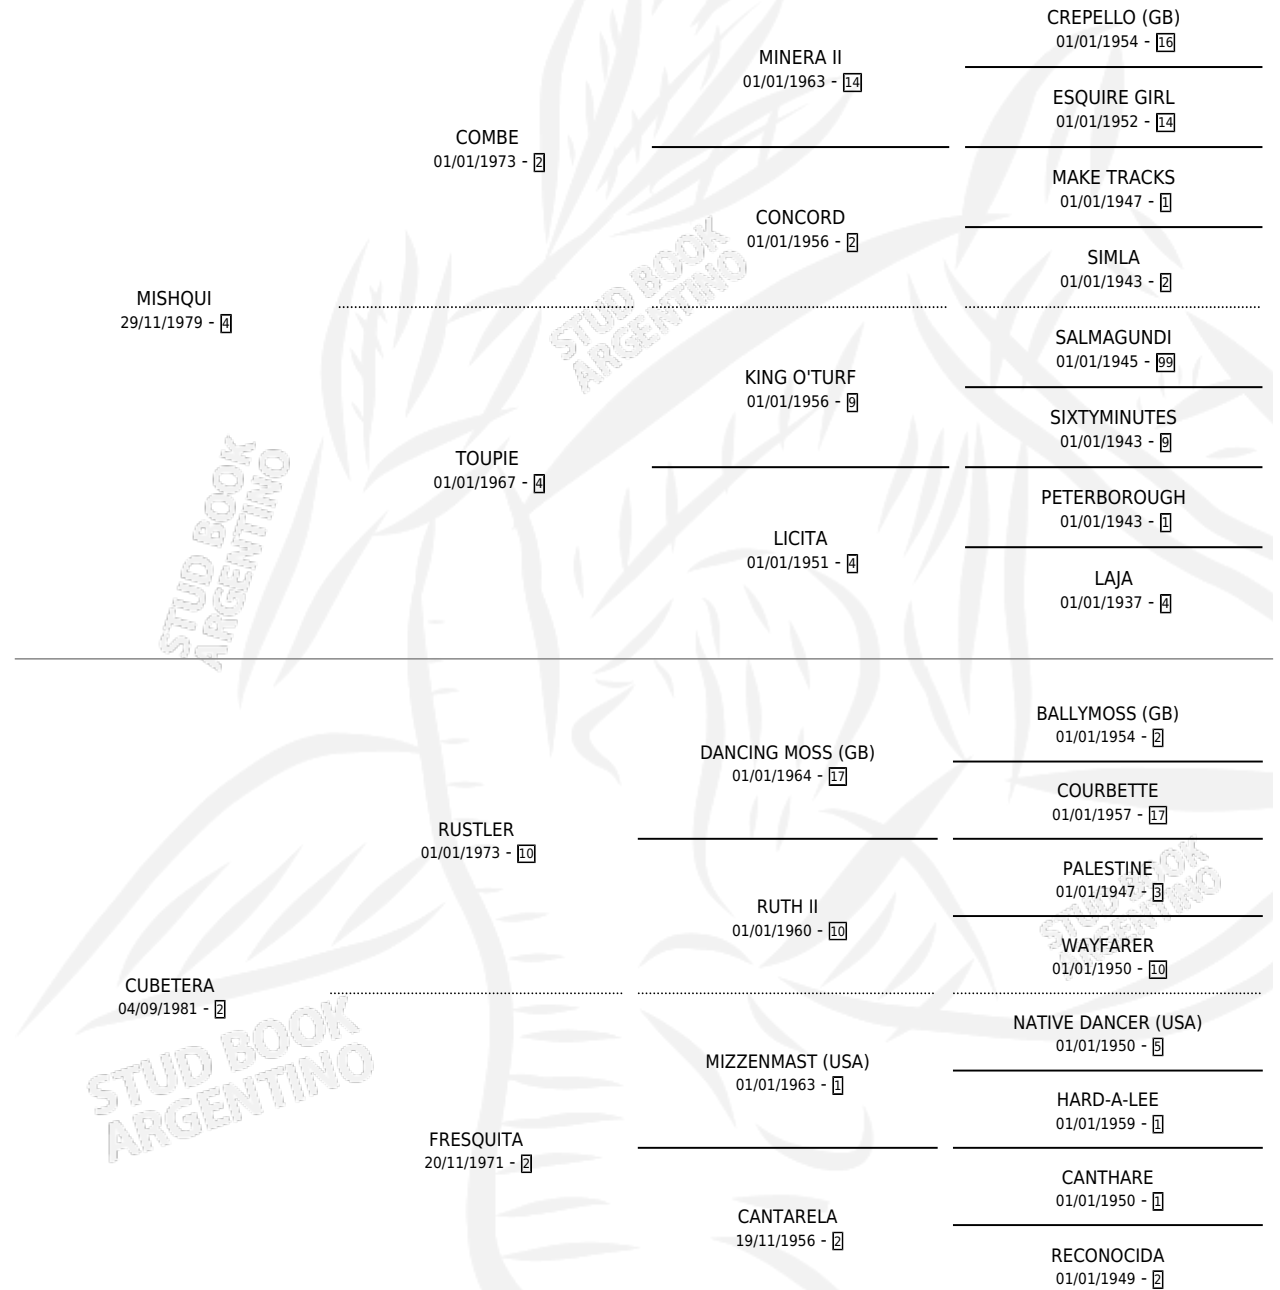 CREPELLO (GB)
01/01/1954 - 16
MINERA II
01/01/1963 - 14
ESQUIRE GIRL
01/01/1952 - 14
COMBE
01/01/1973 - 2
MAKE TRACKS
01/01/1947 - 1
CONCORD
01/01/1956 - 2
SIMLA
01/01/1943 - 2
MISHQUI
29/11/1979 - 4
SALMAGUNDI
01/01/1945 - 99
KING O'TURF
01/01/1956 - 9
SIXTYMINUTES
01/01/1943 - 9
TOUPIE
01/01/1967 - 4
PETERBOROUGH
01/01/1943 - 1
LICITA
01/01/1951 - 4
LAJA
01/01/1937 - 4
STUD BOOK
ARGENTINO
STUD BOOK
ARGENTINO
BALLYMOSS (GB)
01/01/1954 - 2
DANCING MOSS (GB)
01/01/1964 - 17
COURBETTE
01/01/1957 - 17
RUSTLER
01/01/1973 - 10
PALESTINE
01/01/1947 - 3
RUTH II
01/01/1960 - 10
WAYFARER
01/01/1950 - 10
CUBETERA
04/09/1981 - 2
NATIVE DANCER (USA)
01/01/1950 - 5
MIZZENMAST (USA)
01/01/1963 - 1
HARD-A-LEE
01/01/1959 - 1
FRESQUITA
20/11/1971 - 2
CANTHARE
01/01/1950 - 1
CANTARELA
19/11/1956 - 2
RECONOCIDA
01/01/1949 - 2
STUD BOOK
ARGENTINO
STUD BOOK
ARGENTINO